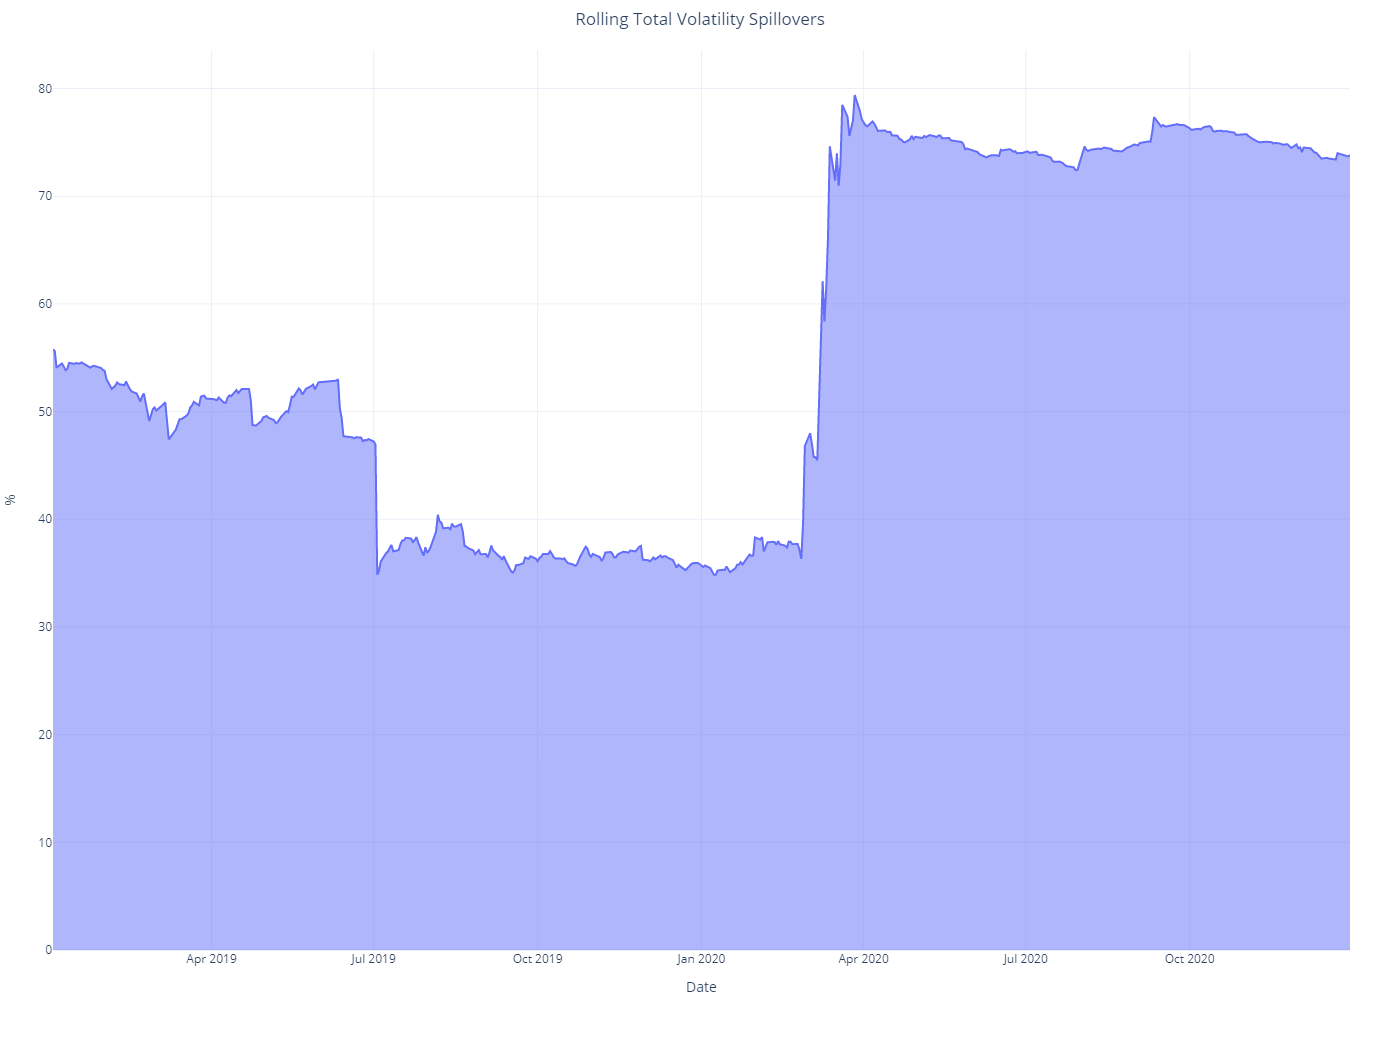 Rolling Total Volatility Spillovers
80
70
60
50
40
30
20
10
0
%
Apr 2019
Jul 2019
Oct 2019
Jan 2020
Apr 2020
Jul 2020
Oct 2020
Date